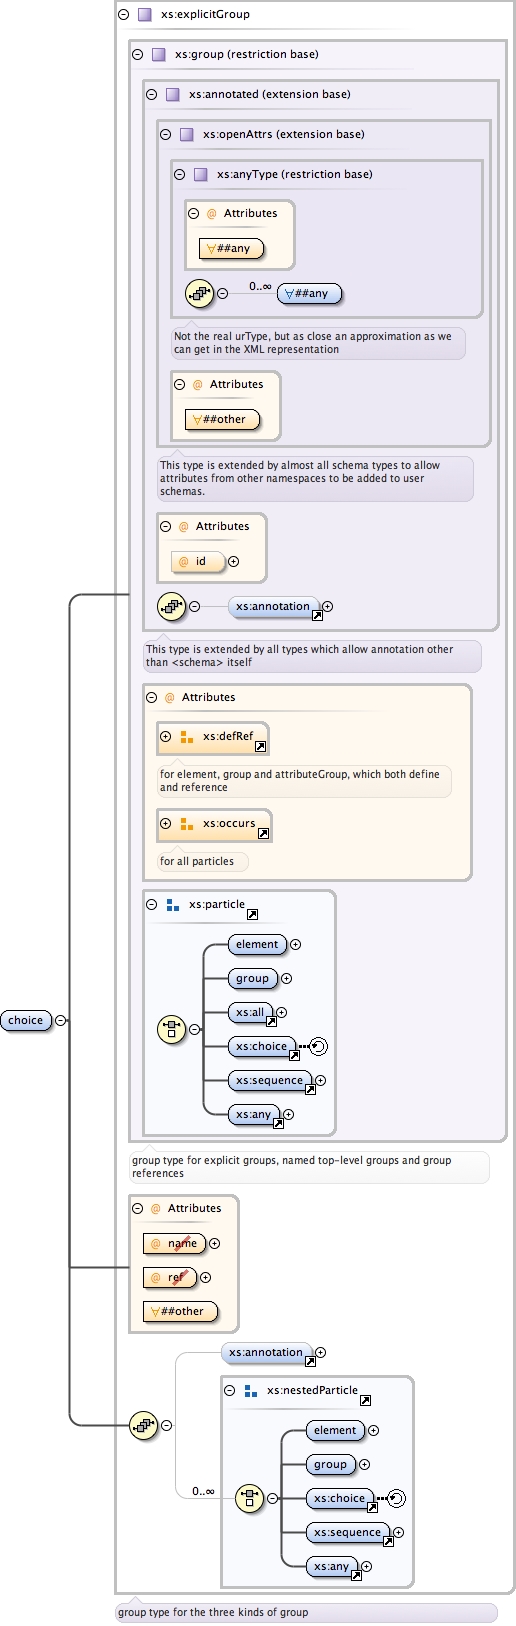 xs:explicitGroup
xs:group (restriction base)
xs:annotated (extension base)
xs:openAttrs (extension base)
xs:anyType (restriction base)
@ Attributes
∀##any
0..∞
∀##any
Not the real urType, but as close an approximation as we
can get in the XML representation
@ Attributes
∀##other
This type is extended by almost all schema types to allow
attributes from other namespaces to be added to user
schemas.
@ Attributes
@ id
xs:annotation
This type is extended by all types which allow annotation other
than <schema> itself
@ Attributes
xs:defRef
for element, group and attributeGroup, which both define
and reference
xs:occurs
for all particles
xs:particle
element
group
xs:all
choice
xs:choice
xs:sequence
xs:any
group type for explicit groups, named top-level groups and group
references
@ Attributes
@ name
@ ref
∀##other
xs:annotation
xs:nestedParticle
element
group
0..∞
xs:choice
xs:sequence
xs:any
group type for the three kinds of group